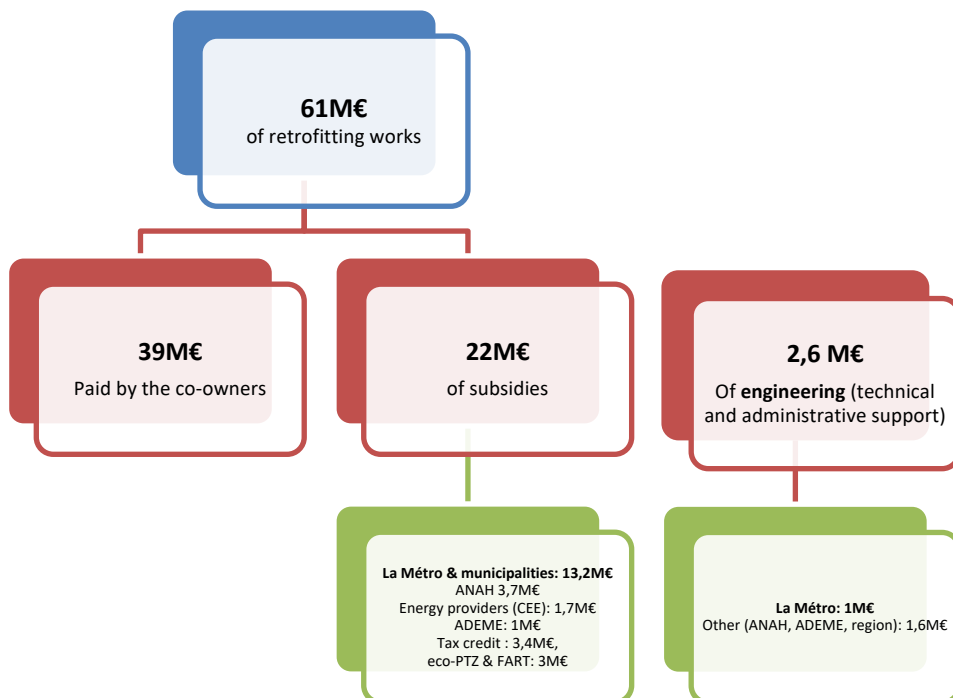 61M€
of retrofitting works
39M€
Paid by the co-owners
22M€
of subsidies
2,6 M€
Of engineering (technical
and administrative support)
La Métro & municipalities: 13,2M€
ANAH 3,7M€
Energy providers (CEE): 1,7M€
ADEME: 1M€
Tax credit : 3,4M€,
eco-PTZ & FART: 3M€
La Métro: 1M€
Other (ANAH, ADEME, region): 1,6M€